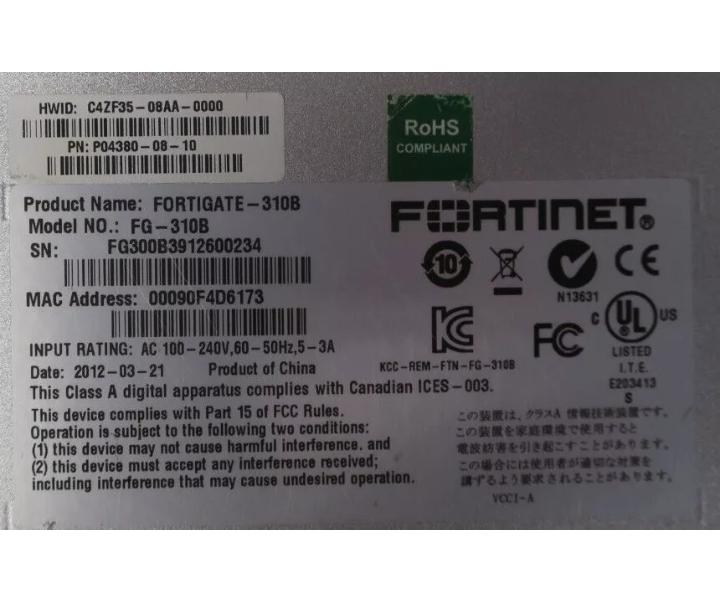 HWID: C4ZF35-08AA-0000
PN: P04380-08-10
RoHS
COMPLIANT
Product Name: FORTIGATE-310B
Model NO.: FG-310B
SN: FG300B3912600234
MAC Address: 00090F4D6173
INPUT RATING: AC 100-240V,60-50Hz,5-3A
Date: 2012-03-21 Product of China
This Class A digital apparatus complies with Canadian ICES-003.
This device complies with Part 15 of FCC Rules.
Operation is subject to the following two conditions:
(1) this device may not cause harmful interference, and
(2) this device must accept any interference received;
including interference that may cause undesired operation.
FORTINET®
10
N13631
CE
KCC-REM-FTN-FG-310B
FC
C UL US
LISTED
I.T.E.
E203413
S
この装置は、クラスA 情報技術装置です。
この装置を家庭環境で使用すると
電波妨害を引き起こすことがあります。
この場合には使用者が適切な対策を
講ずるよう要求されることがあります。
VCCI-A